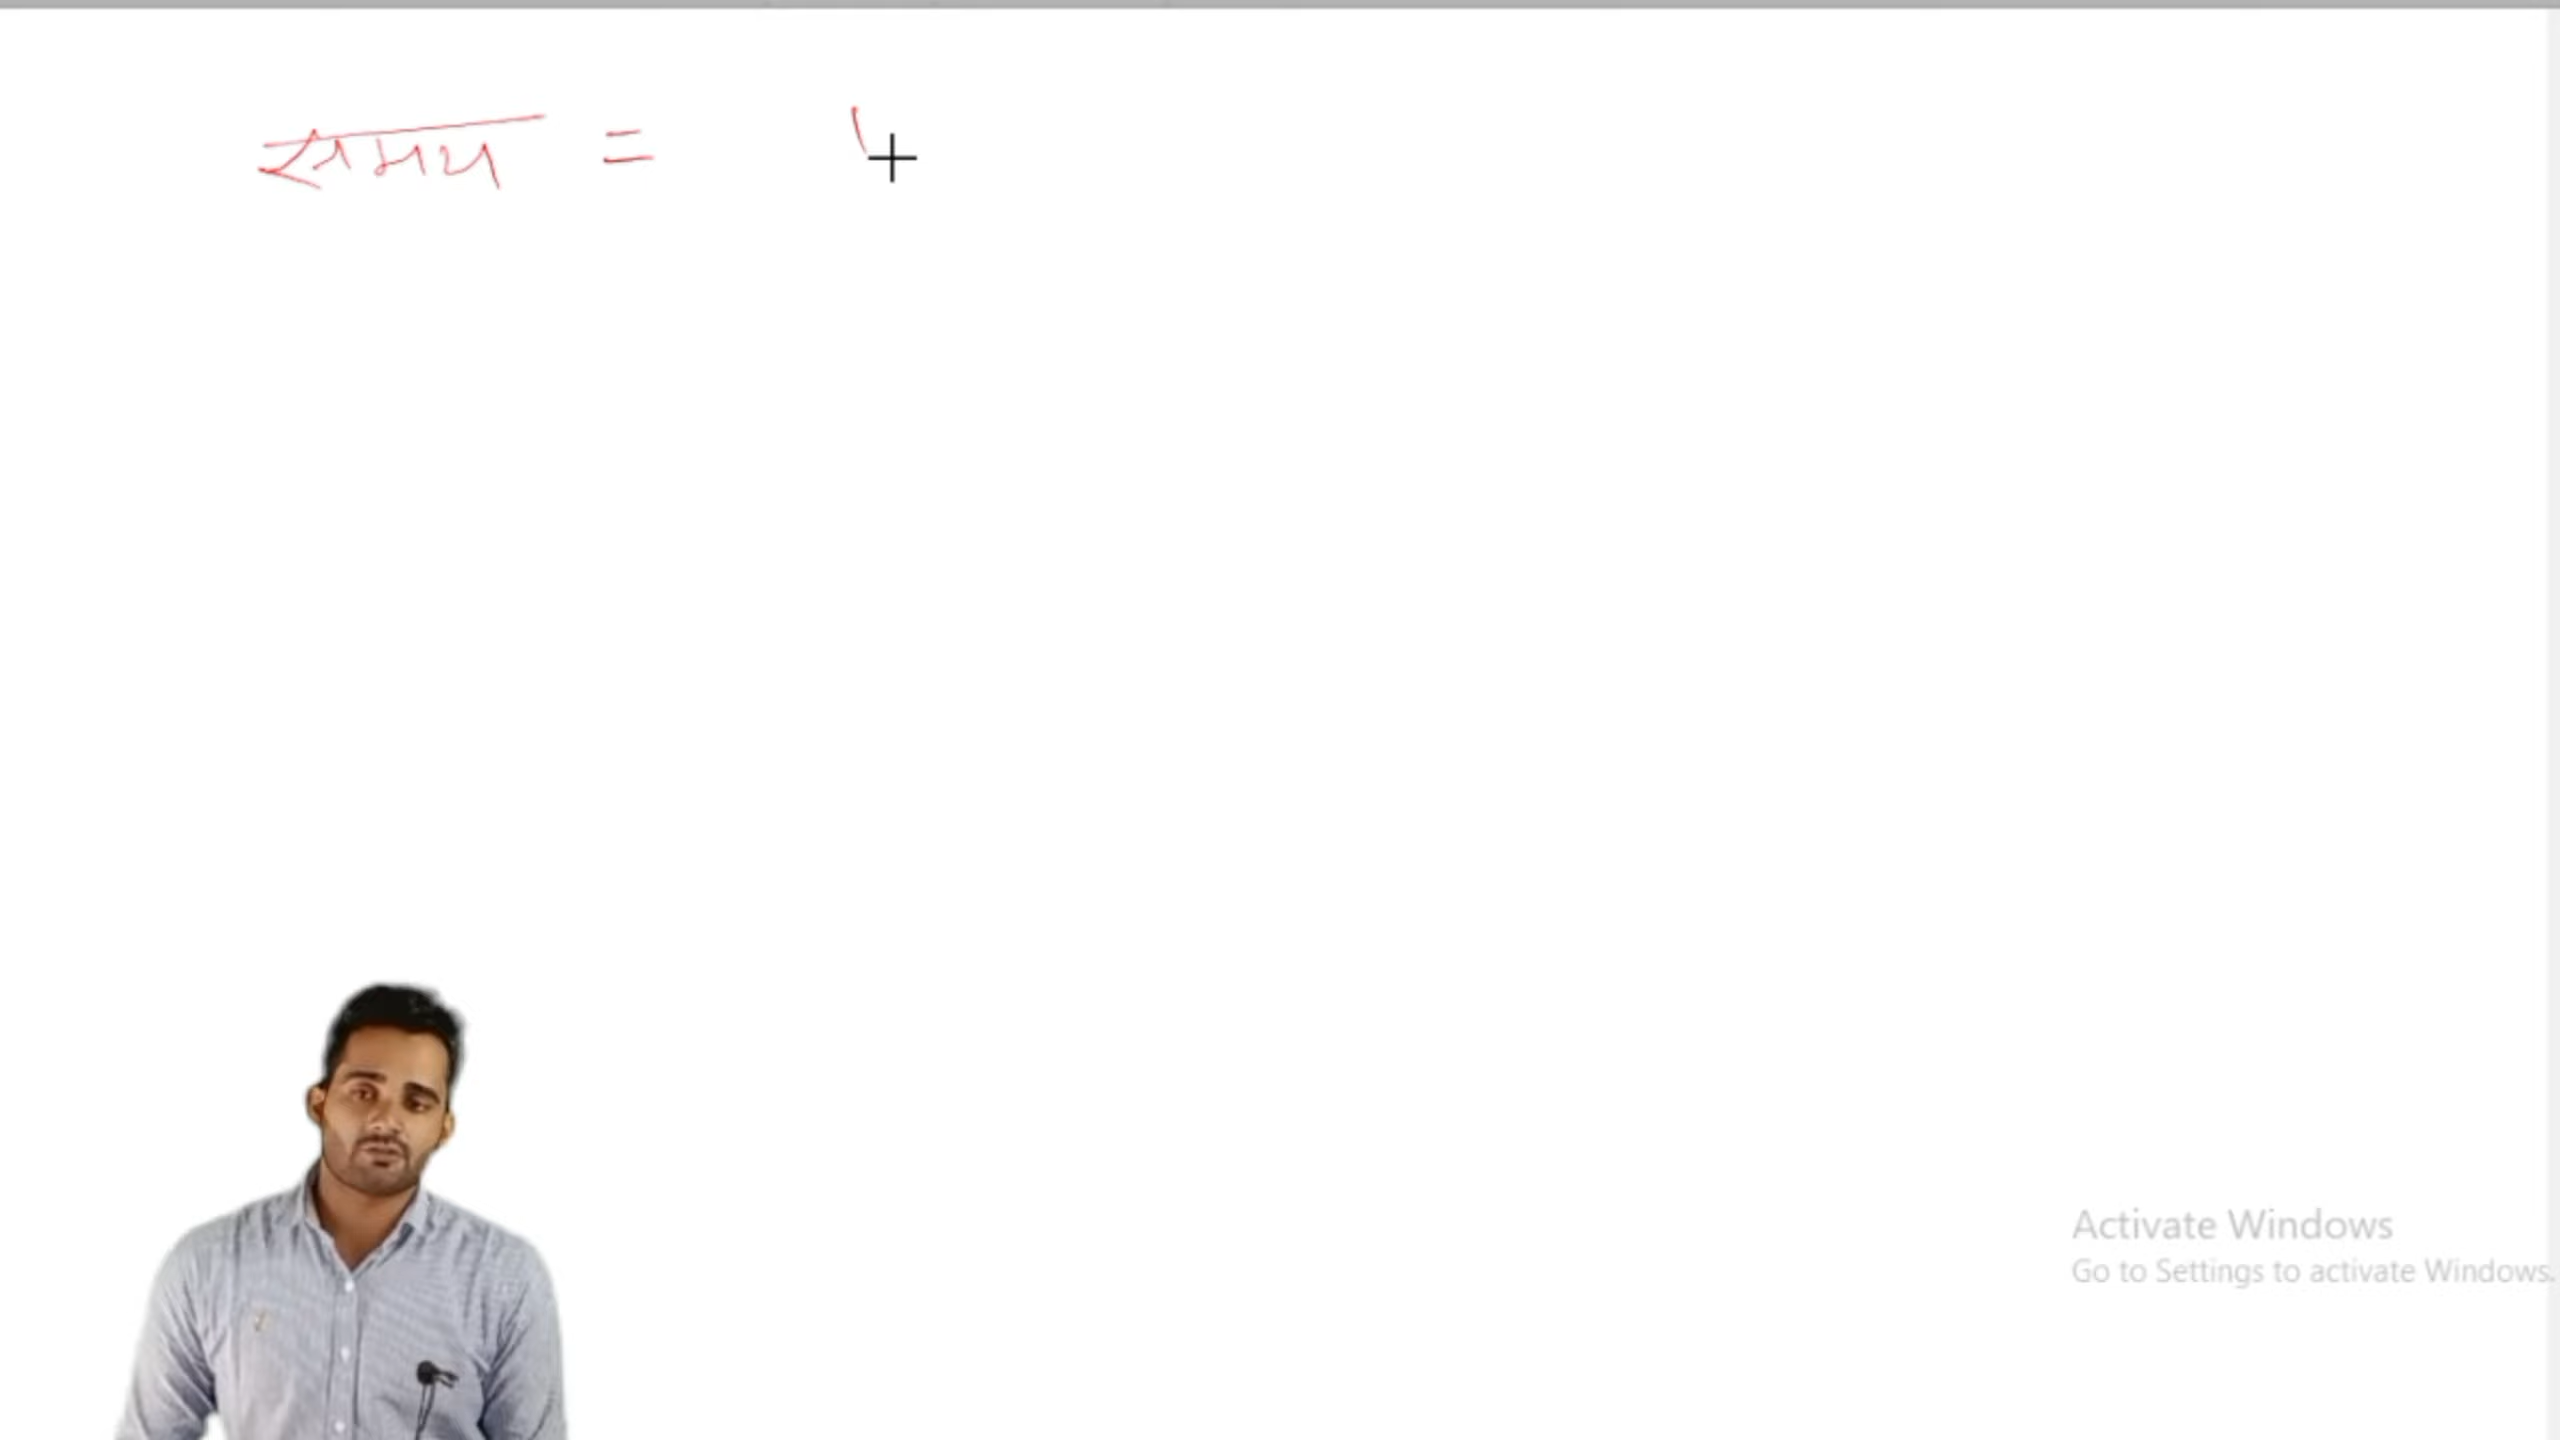 समय =
Activate Windows
Go to Settings to activate Windows.